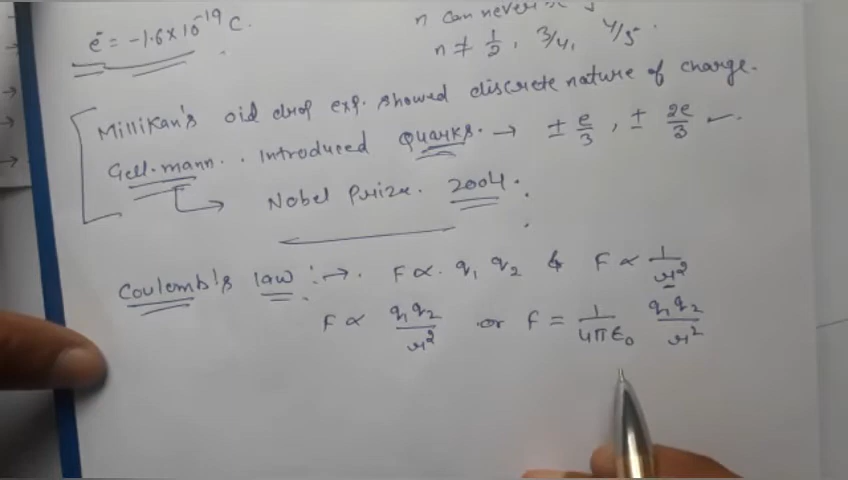 n can never
e⁻ = -1.6×10⁻¹⁹ C.
n ≠ 1/2, 3/4, 4/5.
Millikan's oid drop exp. showed discrete nature of charge.
Gell-mann.. Introduced Quarks. → ± e/3, ± 2e/3
Nobel Prize. 2004.
Coulemb's law :→. F ∝. q₁ q₂ & F ∝ 1/r²
F ∝ q₁q₂/r² or F = 1/4πϵ₀ q₁q₂/r²